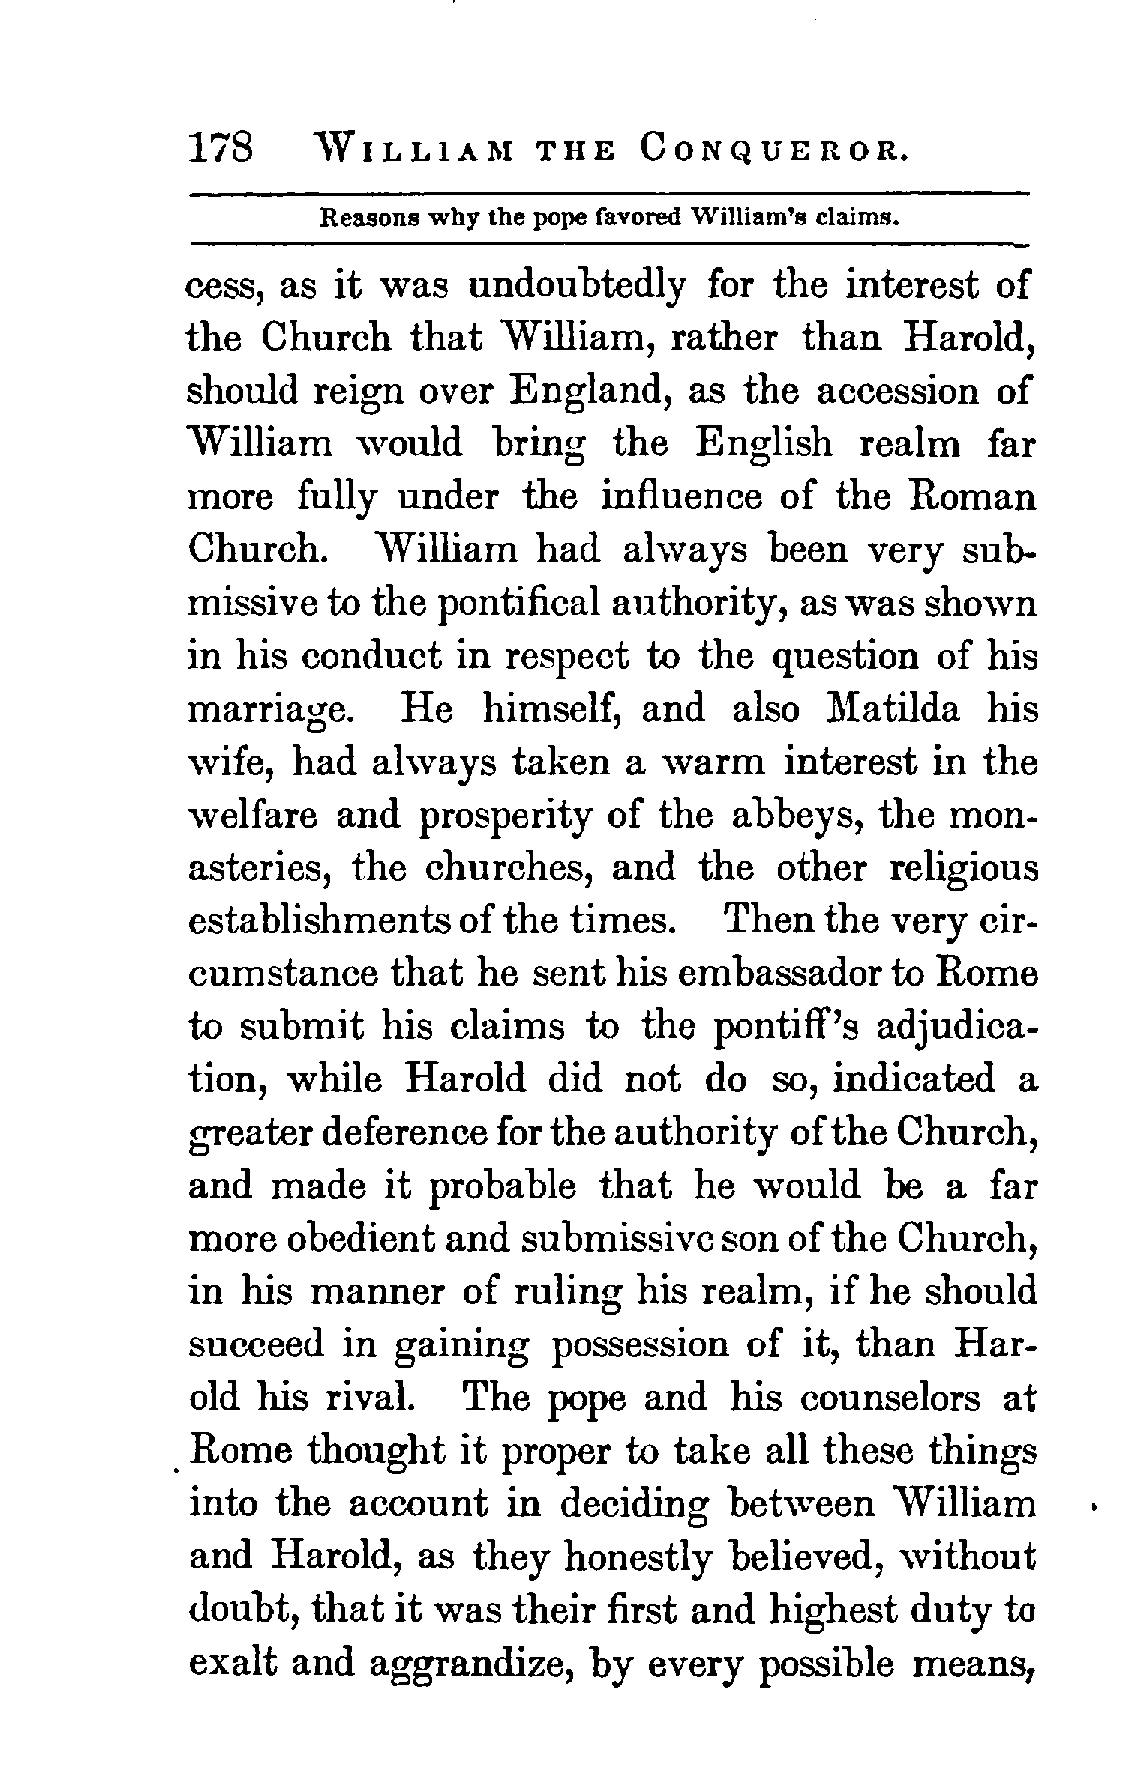 178 WILLIAM THE CONQUEROR.
Reasons why the pope favored William's claims.
cess, as it was undoubtedly for the interest of
the Church that William, rather than Harold,
should reign over England, as the accession of
William would bring the English realm far
more fully under the influence of the Roman
Church. William had always been very sub-
missive to the pontifical authority, as was shown
in his conduct in respect to the question of his
marriage. He himself, and also Matilda his
wife, had always taken a warm interest in the
welfare and prosperity of the abbeys, the mon-
asteries, the churches, and the other religious
establishments of the times. Then the very cir-
cumstance that he sent his embassador to Rome
to submit his claims to the pontiff's adjudica-
tion, while Harold did not do so, indicated a
greater deference for the authority of the Church,
and made it probable that he would be a far
more obedient and submissive son of the Church,
in his manner of ruling his realm, if he should
succeed in gaining possession of it, than Har-
old his rival. The pope and his counselors at
Rome thought it proper to take all these things
into the account in deciding between William
and Harold, as they honestly believed, without
doubt, that it was their first and highest duty to
exalt and aggrandize, by every possible means,